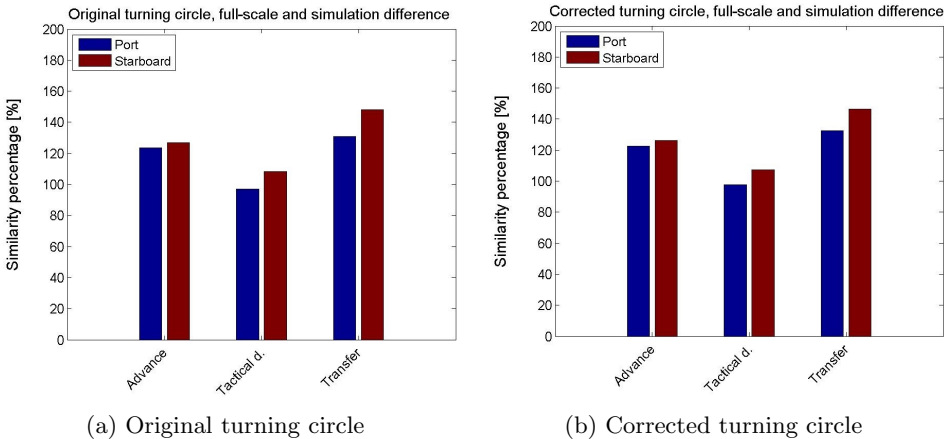 Original turning circle, full-scale and simulation difference
200
180
160
140
120
100
80
60
40
20
0
Similarity percentage [%]
Port
Starboard
Advance
Tactical d.
Transfer
(a) Original turning circle
Corrected turning circle, full-scale and simulation difference
200
180
160
140
120
100
80
60
40
20
0
Similarity percentage [%]
Port
Starboard
Advance
Tactical d.
Transfer
(b) Corrected turning circle